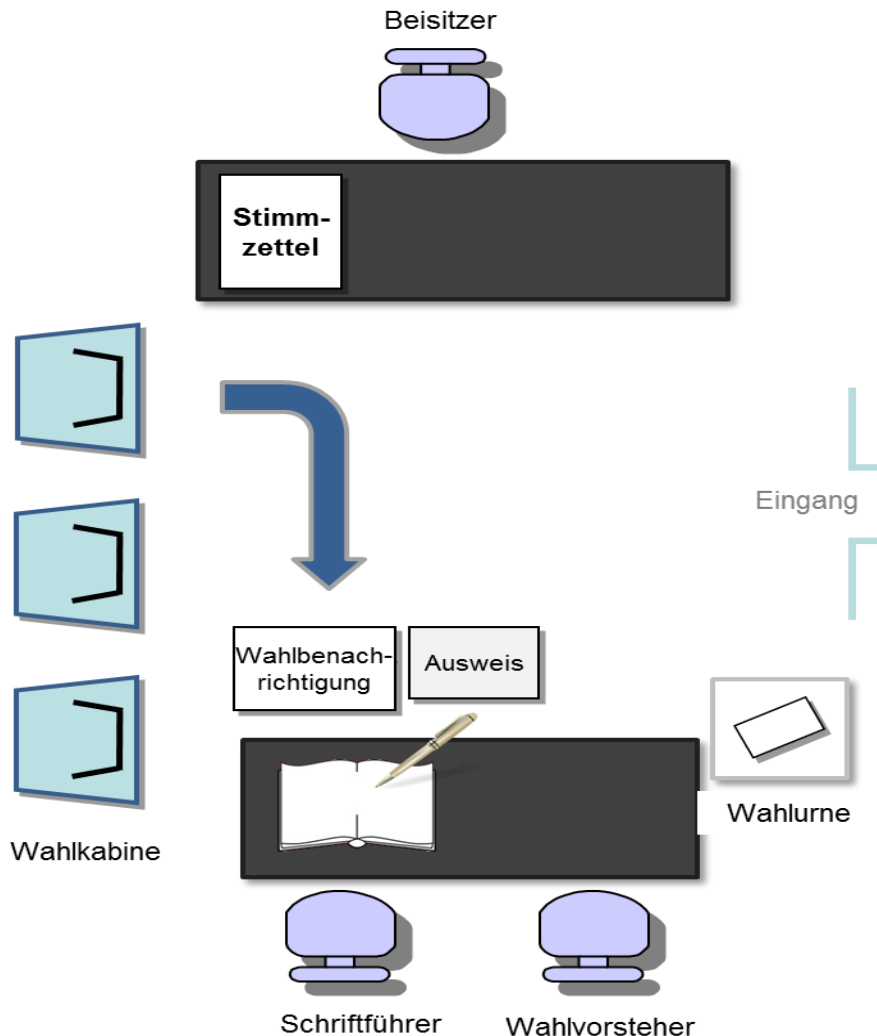 Beisitzer
Stimm-
zettel
Eingang
Wahlbenach-
richtigung
Ausweis
Wahlurne
Wahlkabine
Schriftführer
Wahlvorsteher